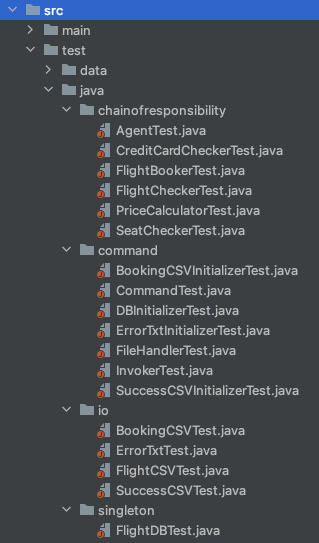 src
main
test
data
java
chainofresponsibility
AgentTest.java
CreditCardCheckerTest.java
FlightBookerTest.java
FlightCheckerTest.java
PriceCalculatorTest.java
SeatCheckerTest.java
command
BookingCSVInitializerTest.java
CommandTest.java
DBInitializerTest.java
ErrorTxtInitializerTest.java
FileHandlerTest.java
InvokerTest.java
SuccessCSVInitializerTest.java
io
BookingCSVTest.java
ErrorTxtTest.java
FlightCSVTest.java
SuccessCSVTest.java
singleton
FlightDBTest.java